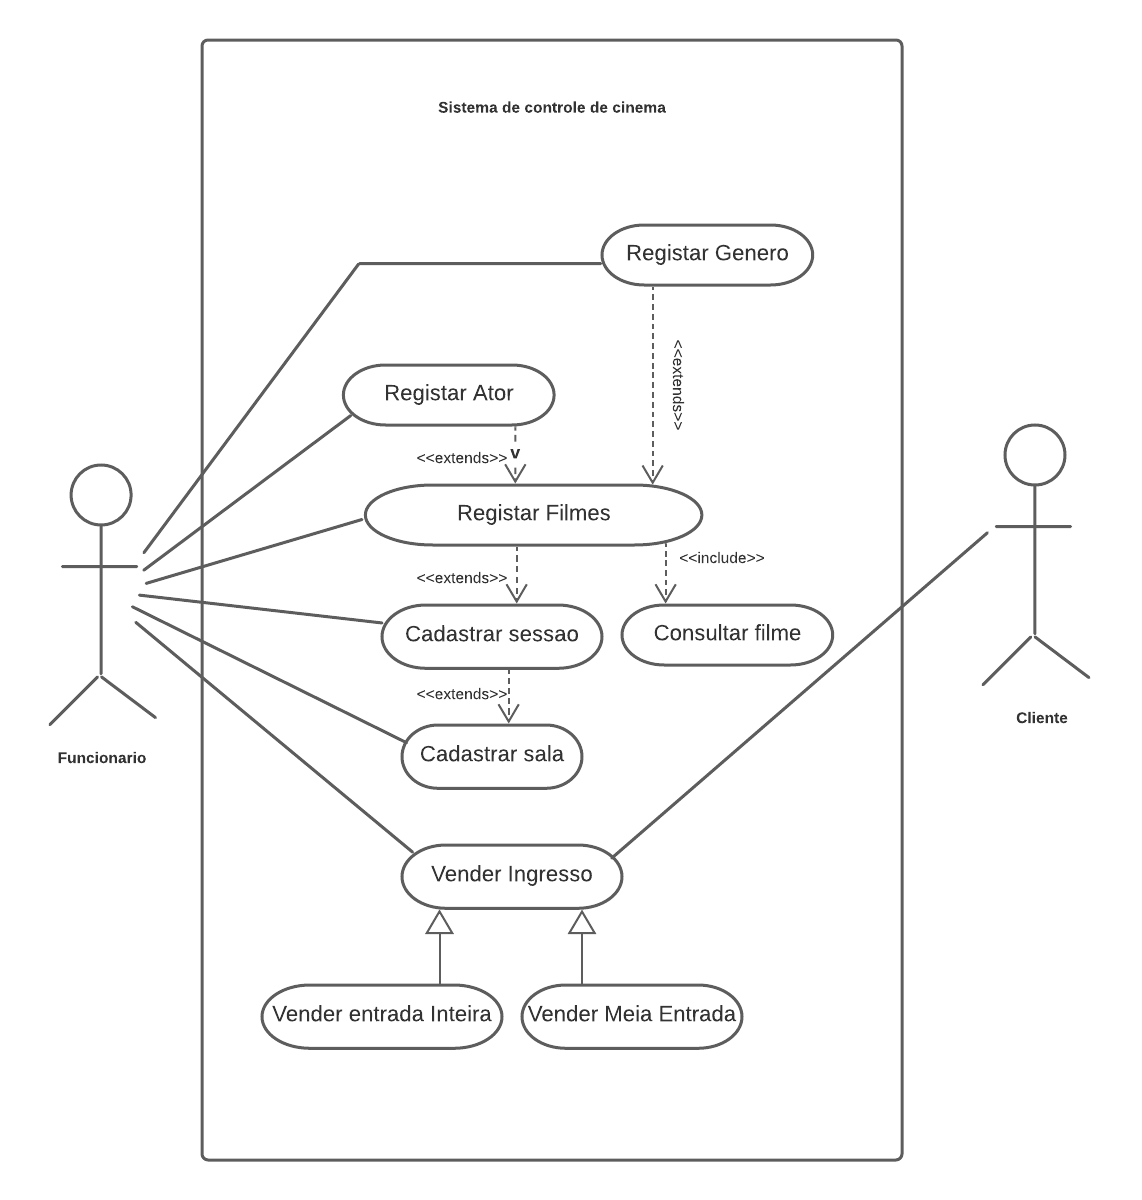 Sistema de controle de cinema
Registar Genero
<<extends>>
Registar Ator
<<extends>>
v
Registar Filmes
<<extends>>
<<include>>
Cadastrar sessao
Consultar filme
<<extends>>
Cadastrar sala
Cliente
Funcionario
Vender Ingresso
Vender entrada Inteira
Vender Meia Entrada